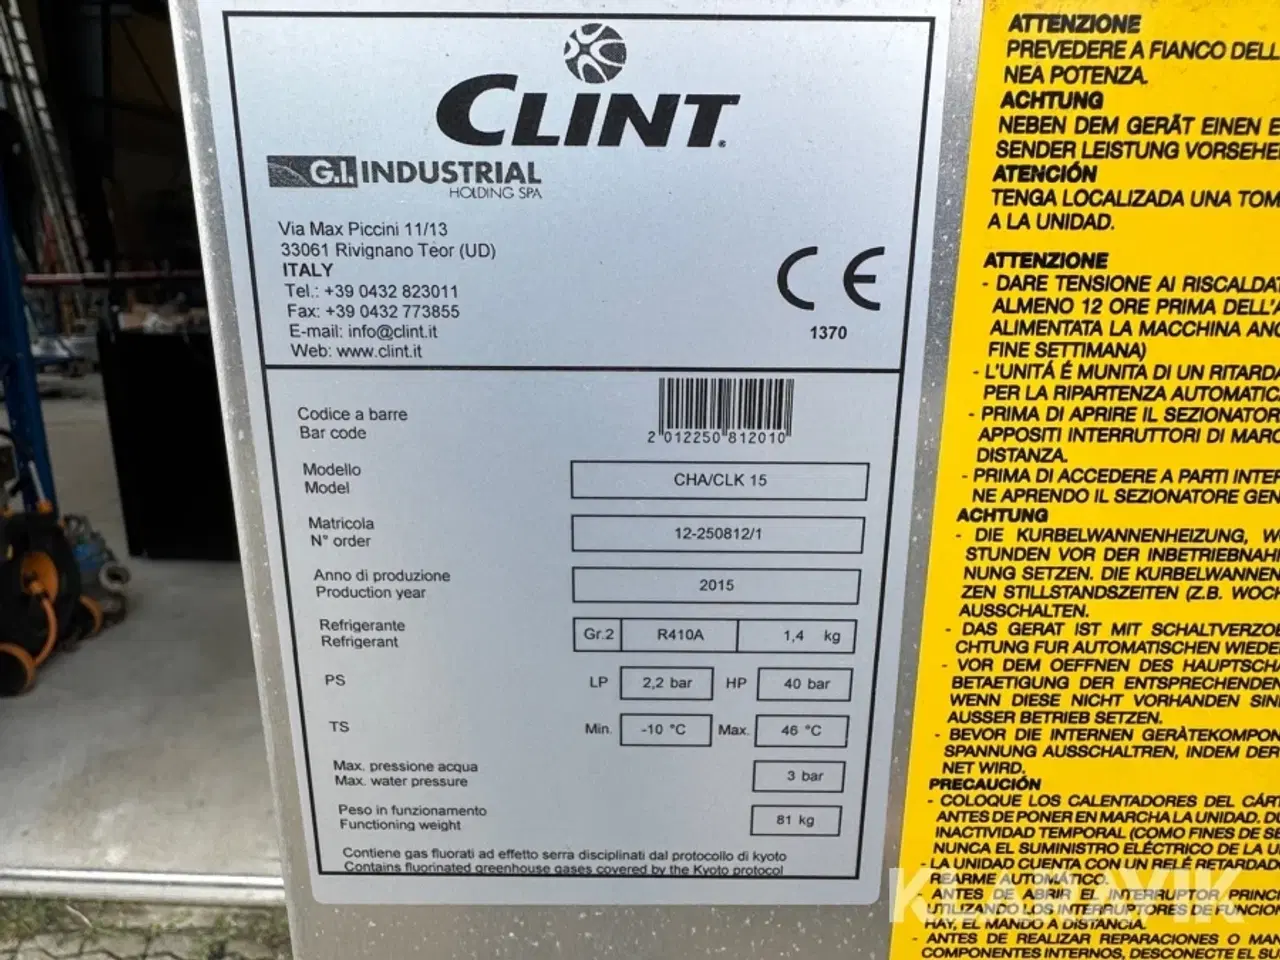 CLINT
G.I. INDUSTRIAL
HOLDING SPA
Via Max Piccini 11/13
33061 Rivignano Teor (UD)
ITALY
Tel.: +39 0432 823011
Fax: +39 0432 773855
E-mail: info@clint.it
Web: www.clint.it
CE
1370
Codice a barre
Bar code
2 012250 812010
Modello
Model
CHA/CLK 15
Matricola
N° order
12-250812/1
Anno di produzione
Production year
2015
Refrigerante
Refrigerant
Gr.2 R410A 1,4 kg
PS LP 2,2 bar HP 40 bar
TS Min. -10 °C Max. 46 °C
Max. pressione acqua
Max. water pressure
3 bar
Peso in funzionamento
Functioning weight
81 kg
Contiene gas fluorati ad effetto serra disciplinati dal protocollo di kyoto
Contains fluorinated greenhouse gases covered by the Kyoto protocol
ATTENZIONE
PREVEDERE A FIANCO DELL
NEA POTENZA.
ACHTUNG
NEBEN DEM GERÄT EINEN E
SENDER LEISTUNG VORSEHE
ATENCIÓN
TENGA LOCALIZADA UNA TOM
A LA UNIDAD.
ATTENZIONE
- DARE TENSIONE AI RISCALDAT
ALMENO 12 ORE PRIMA DELL'A
ALIMENTATA LA MACCHINA ANC
FINE SETTIMANA)
- L'UNITÁ É MUNITA DI UN RITARDA
PER LA RIPARTENZA AUTOMATIC
- PRIMA DI APRIRE IL SEZIONATOR
APPOSITI INTERRUTTORI DI MARC
DISTANZA.
- PRIMA DI ACCEDERE A PARTI INTER
NE APRENDO IL SEZIONATORE GEN
ACHTUNG
- DIE KURBELWANNENHEIZUNG, W
STUNDEN VOR DER INBETRIEBNAH
NUNG SETZEN. DIE KURBELWANNEN
ZEN STILLSTANDSZEITEN (Z.B. WOCH
AUSSCHALTEN.
- DAS GERAT IST MIT SCHALTVERZO
CHTUNG FUR AUTOMATISCHEN WIEDE
- VOR DEM OEFFNEN DES HAUPTSCHA
BETAETIGUNG DER ENTSPRECHENDEN
WENN DIESE NICHT VORHANDEN SIN
AUSSER BETRIEB SETZEN.
- BEVOR DIE INTERNEN GERÀTEKOMPON
SPANNUNG AUSSCHALTREN, INDEM DER
NET WIRD.
PRECAUCIÓN
- COLOQUE LOS CALENTADORES DEL CÁRT
ANTES DE PONER EN MARCHA LA UNIDAD. DU
INACTIVIDAD TEMPORAL (COMO FINES DE SE
NUNCA EL SUMINISTRO ELÉCTRICO DE LA U
- LA UNIDAD CUENTA CON UN RELÉ RETARDAD
REARME AUTOMÁTICO.
- ANTES DE ABRIR EL INTERRUPTOR PRINCI
UTILIZANDO LOS INTERRUPTORES DE FUNCION
HAY, EL MANDO A DISTANCIA.
- ANTES DE REALIZAR REPARACIONES O MAN
COMPONENTES INTERNOS, DESCONECTE EL SU
KLARAVIK